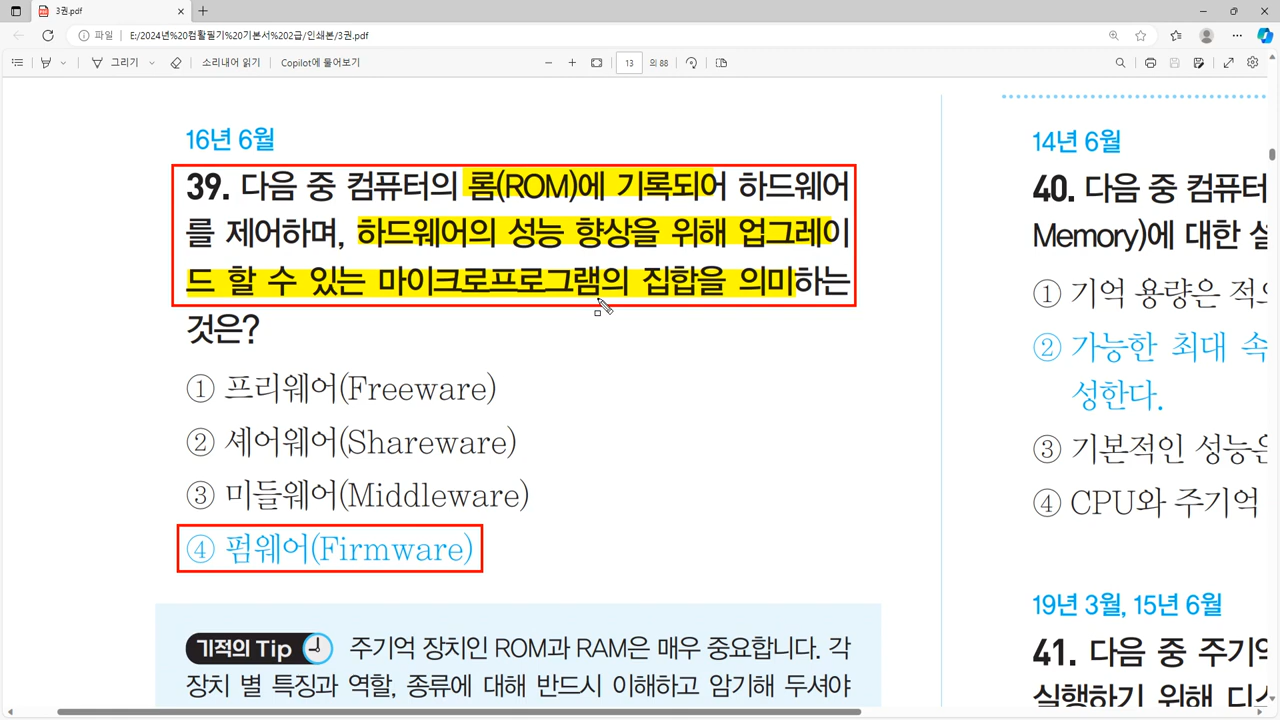 3권.pdf
파일
E:/2024년%20컴활필기%20기본서%202급/인쇄본/3권.pdf
그리기
소리내어 읽기
Copilot에 물어보기
13
의 88
16년 6월
39. 다음 중 컴퓨터의 롬(ROM)에 기록되어 하드웨어
를 제어하며, 하드웨어의 성능 향상을 위해 업그레이
드 할 수 있는 마이크로프로그램의 집합을 의미하는
것은?
① 프리웨어(Freeware)
② 셰어웨어(Shareware)
③ 미들웨어(Middleware)
④ 펌웨어(Firmware)
기적의 Tip 주기억 장치인 ROM과 RAM은 매우 중요합니다. 각
장치 별 특징과 역할, 종류에 대해 반드시 이해하고 암기해 두셔야
14년 6월
40. 다음 중 컴퓨터
Memory)에 대한 설
① 기억 용량은 적으
② 가능한 최대 속
성한다.
③ 기본적인 성능은
④ CPU와 주기억
19년 3월, 15년 6월
41. 다음 중 주기억
실행하기 위해 디스